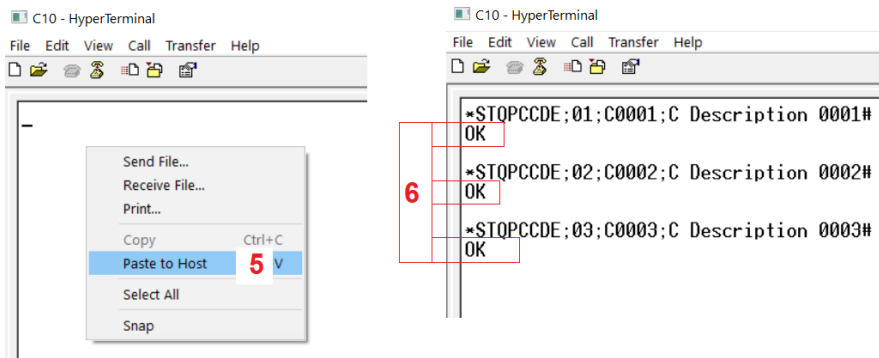 C10 - HyperTerminal
File Edit View Call Transfer Help
Send File...
Receive File...
Print...
Copy Ctrl+C
Paste to Host 5 V
Select All
Snap
C10 - HyperTerminal
File Edit View Call Transfer Help
*STQPCCDE;01;C0001;C Description 0001#
OK
*STQPCCDE;02;C0002;C Description 0002#
OK
6
*STQPCCDE;03;C0003;C Description 0003#
OK